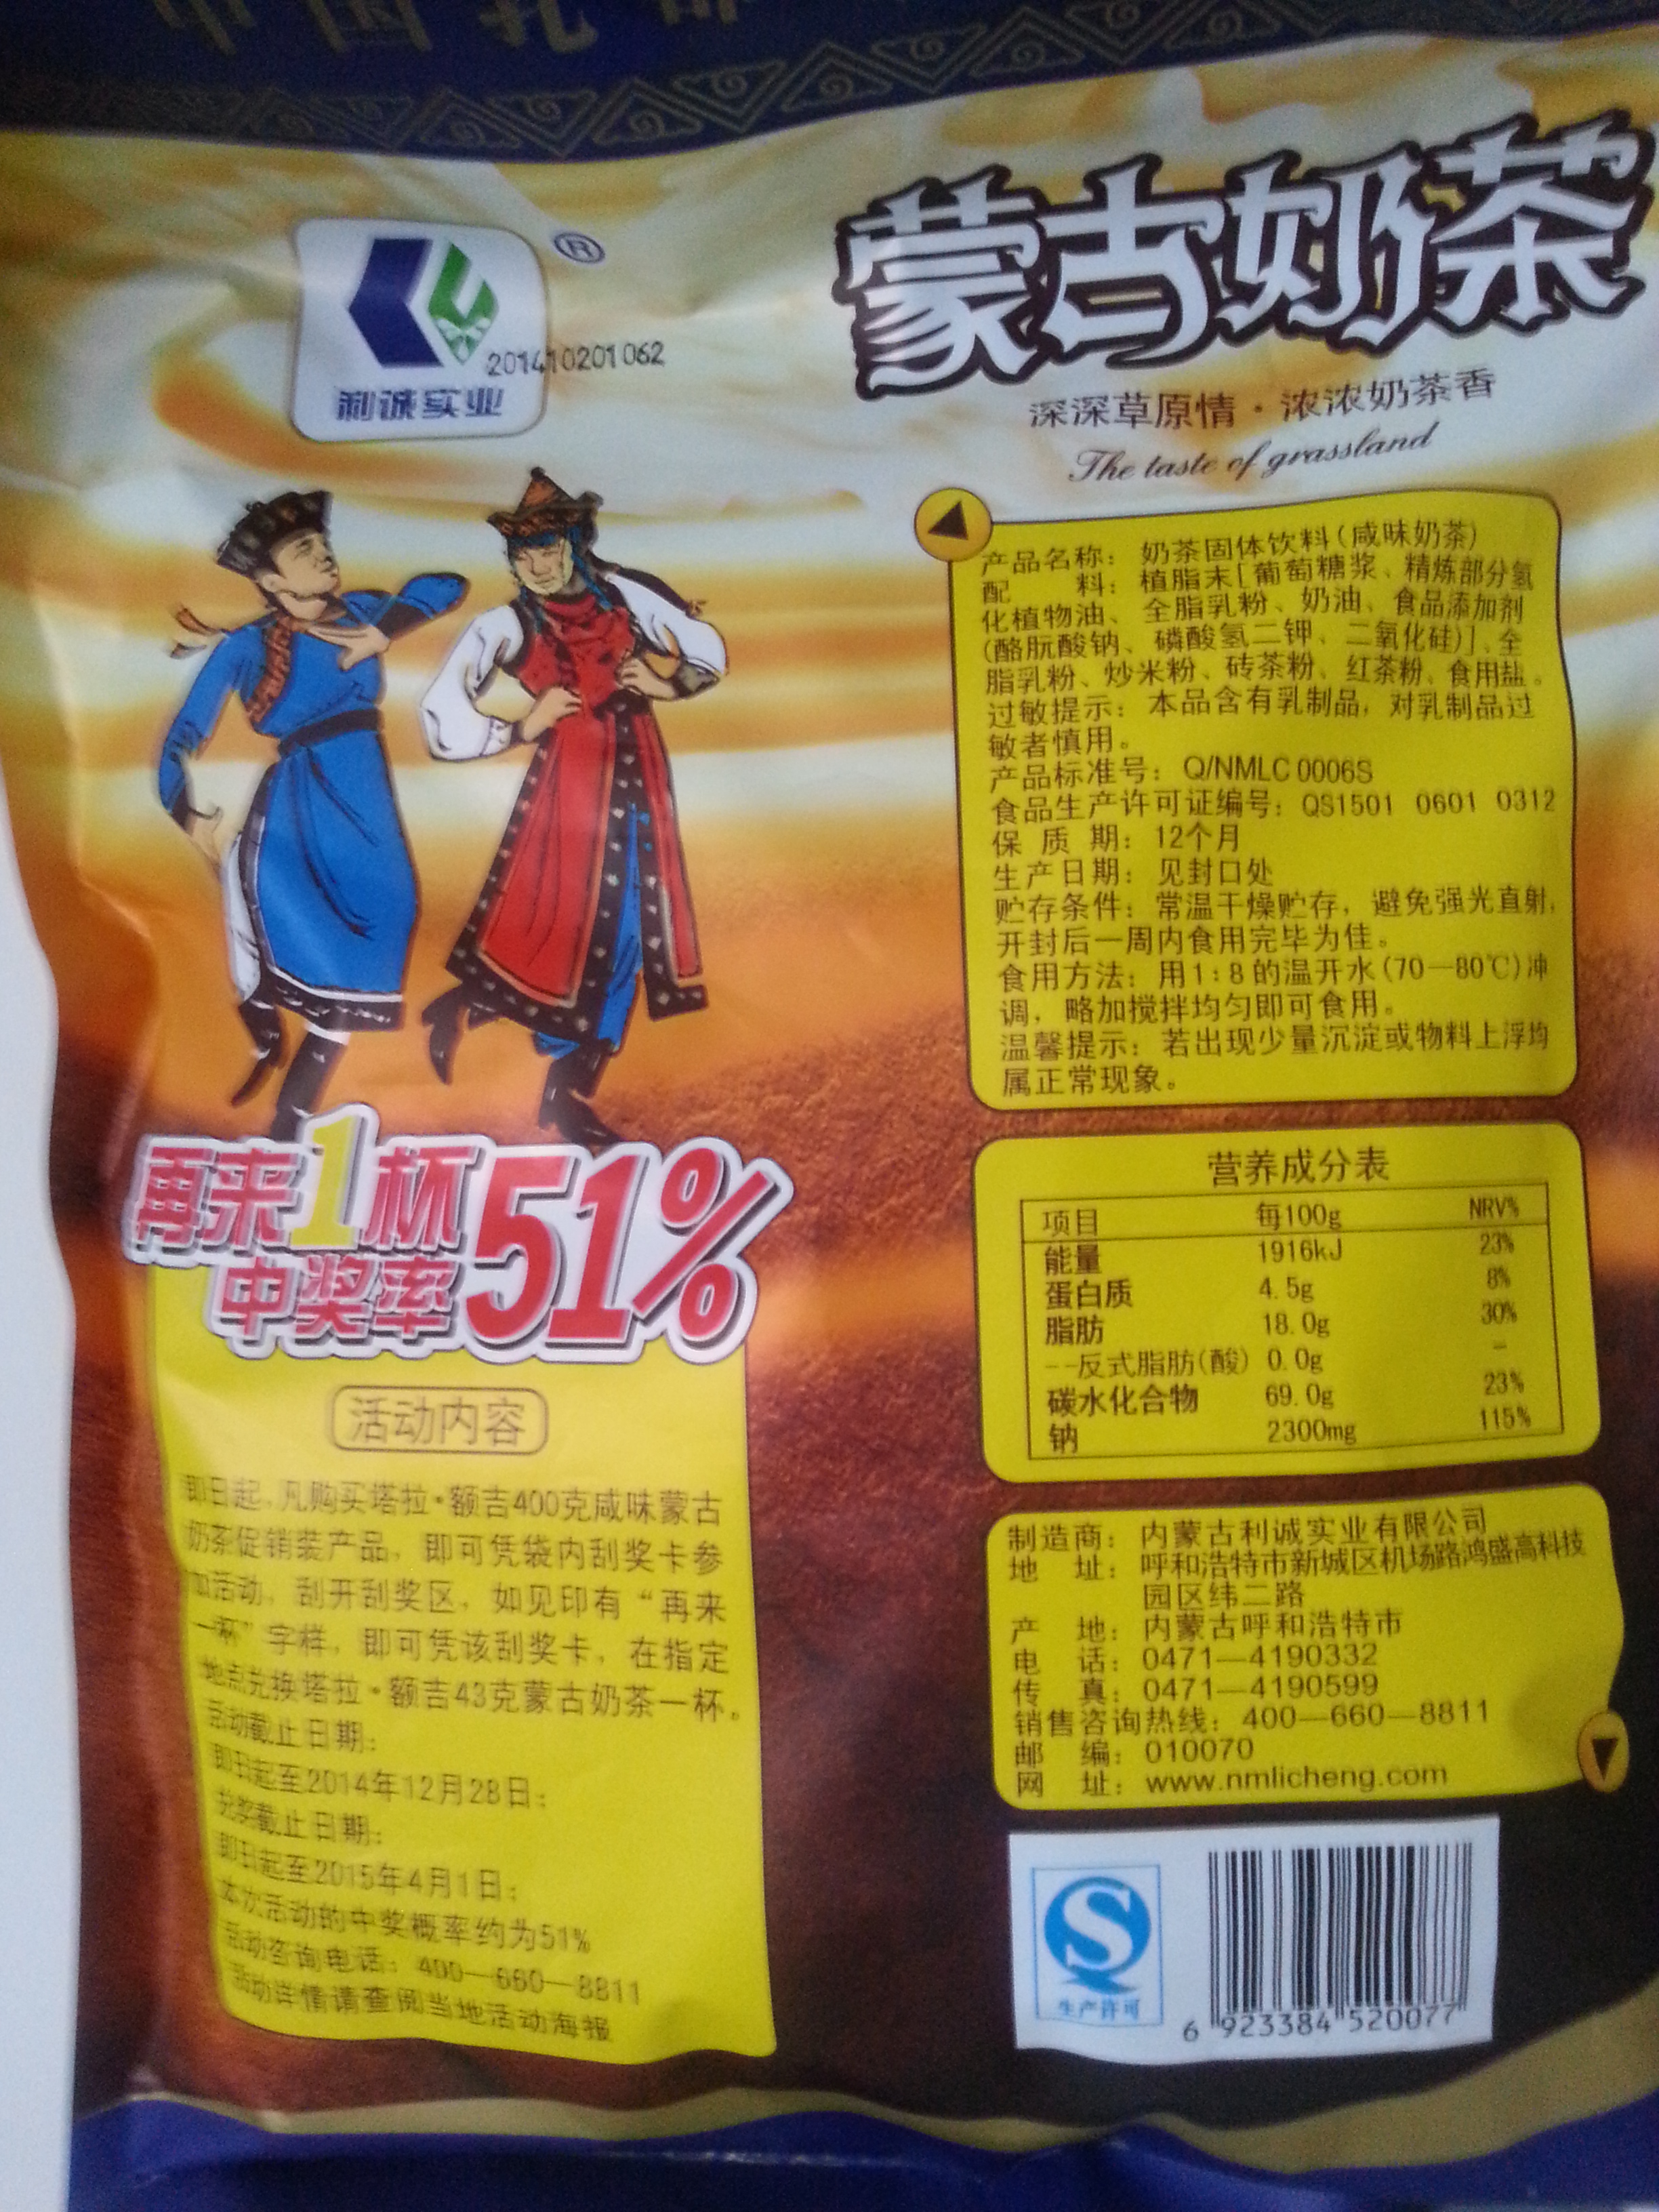 蒙古奶茶
®
201410201062
利诚实业
深深草原情·浓浓奶茶香
The taste of grassland
产品名称：奶茶固体饮料(咸味奶茶)
配料：植脂末[葡萄糖浆、精炼部分氢
化植物油、全脂乳粉、奶油、食品添加剂
(酪朊酸钠、磷酸氢二钾、二氧化硅)]、全
脂乳粉、炒米粉、砖茶粉、红茶粉、食用盐。
过敏提示：本品含有乳制品，对乳制品过
敏者慎用。
产品标准号：Q/NMLC 0006S
食品生产许可证编号：QS1501 0601 0312
保质期：12个月
生产日期：见封口处
贮存条件：常温干燥贮存，避免强光直射，
开封后一周内食用完毕为佳。
食用方法：用1:8的温开水(70—80℃)冲
调，略加搅拌均匀即可食用。
温馨提示：若出现少量沉淀或物料上浮均
属正常现象。
再来1杯
中奖率51%
活动内容
即日起，凡购买塔拉·额吉400克咸味蒙古
奶茶促销装产品，即可凭袋内刮奖卡参
加活动，刮开刮奖区，如见印有“再来
一杯”字样，即可凭该刮奖卡，在指定
地点兑换塔拉·额吉43克蒙古奶茶一杯。
活动截止日期：
即日起至2014年12月28日；
兑奖截止日期：
即日起至2015年4月1日；
本次活动的中奖概率约为51%
活动咨询电话：400—660—8811
活动详情请查阅当地活动海报
营养成分表
项目 每100g NRV%
能量 1916kJ 23%
蛋白质 4.5g 8%
脂肪 18.0g 30%
--反式脂肪(酸) 0.0g -
碳水化合物 69.0g 23%
钠 2300mg 115%
制造商：内蒙古利诚实业有限公司
地址：呼和浩特市新城区机场路鸿盛高科技
园区纬二路
产地：内蒙古呼和浩特市
电话：0471—4190332
传真：0471—4190599
销售咨询热线：400—660—8811
邮编：010070
网址：www.nmlicheng.com
生产许可
6 923384 520077